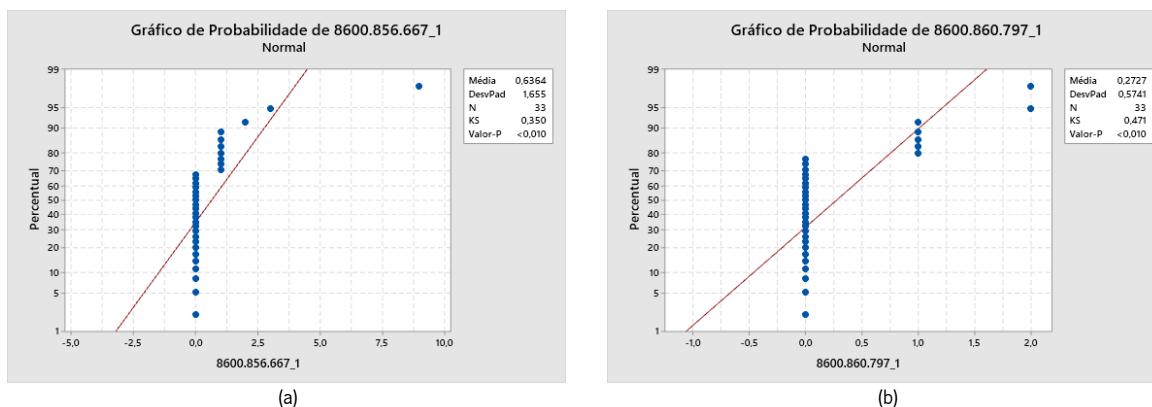 Gráfico de Probabilidade de 8600.856.667_1
Normal
99
95
90
80
70
60
50
40
30
20
10
5
1
Percentual
-5,0 -2,5 0,0 2,5 5,0 7,5 10,0
8600.856.667_1
Média 0,6364
DesvPad 1,655
N 33
KS 0,350
Valor-P <0,010
(a)
Gráfico de Probabilidade de 8600.860.797_1
Normal
99
95
90
80
70
60
50
40
30
20
10
5
1
Percentual
-1,0 -0,5 0,0 0,5 1,0 1,5 2,0
8600.860.797_1
Média 0,2727
DesvPad 0,5741
N 33
KS 0,471
Valor-P <0,010
(b)